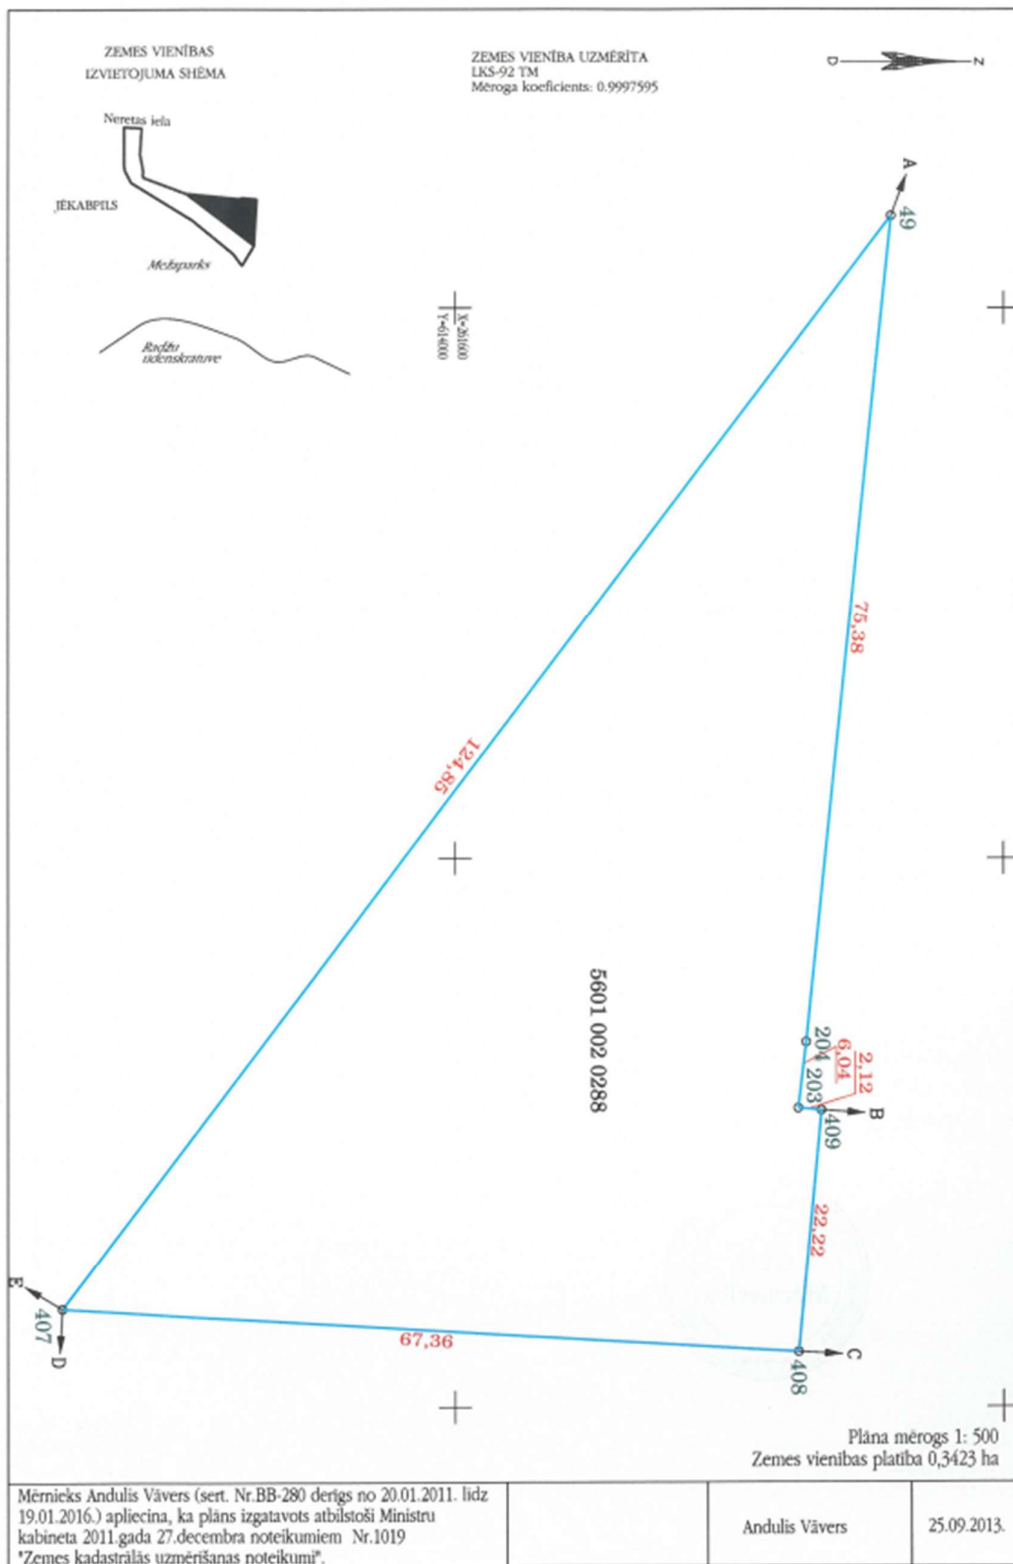 ZEMES VIENĪBAS
IZVIETOJUMA SHĒMA
ZEMES VIENĪBA UZMĒRĪTA
LKS-92 TM
Mēroga koeficients: 0.9997595
D
Z
Neretas iela
JĒKABPILS
Mežaparks
Radžu
ūdenskrātuve
X=261600
Y=614000
A
49
75,38
124,85
5601 002 0288
204
6,04
2,12
203
B
409
22,22
E
407
D
67,36
C
408
Plāna mērogs 1: 500
Zemes vienības platība 0,3423 ha
Mērnieks Andulis Vāvers (sert. Nr.BB-280 derīgs no 20.01.2011. līdz
19.01.2016.) apliecina, ka plāns izgatavots atbilstoši Ministru
kabineta 2011.gada 27.decembra noteikumiem Nr.1019
"Zemes kadastrālās uzmērīšanas noteikumi".
Andulis Vāvers
25.09.2013.